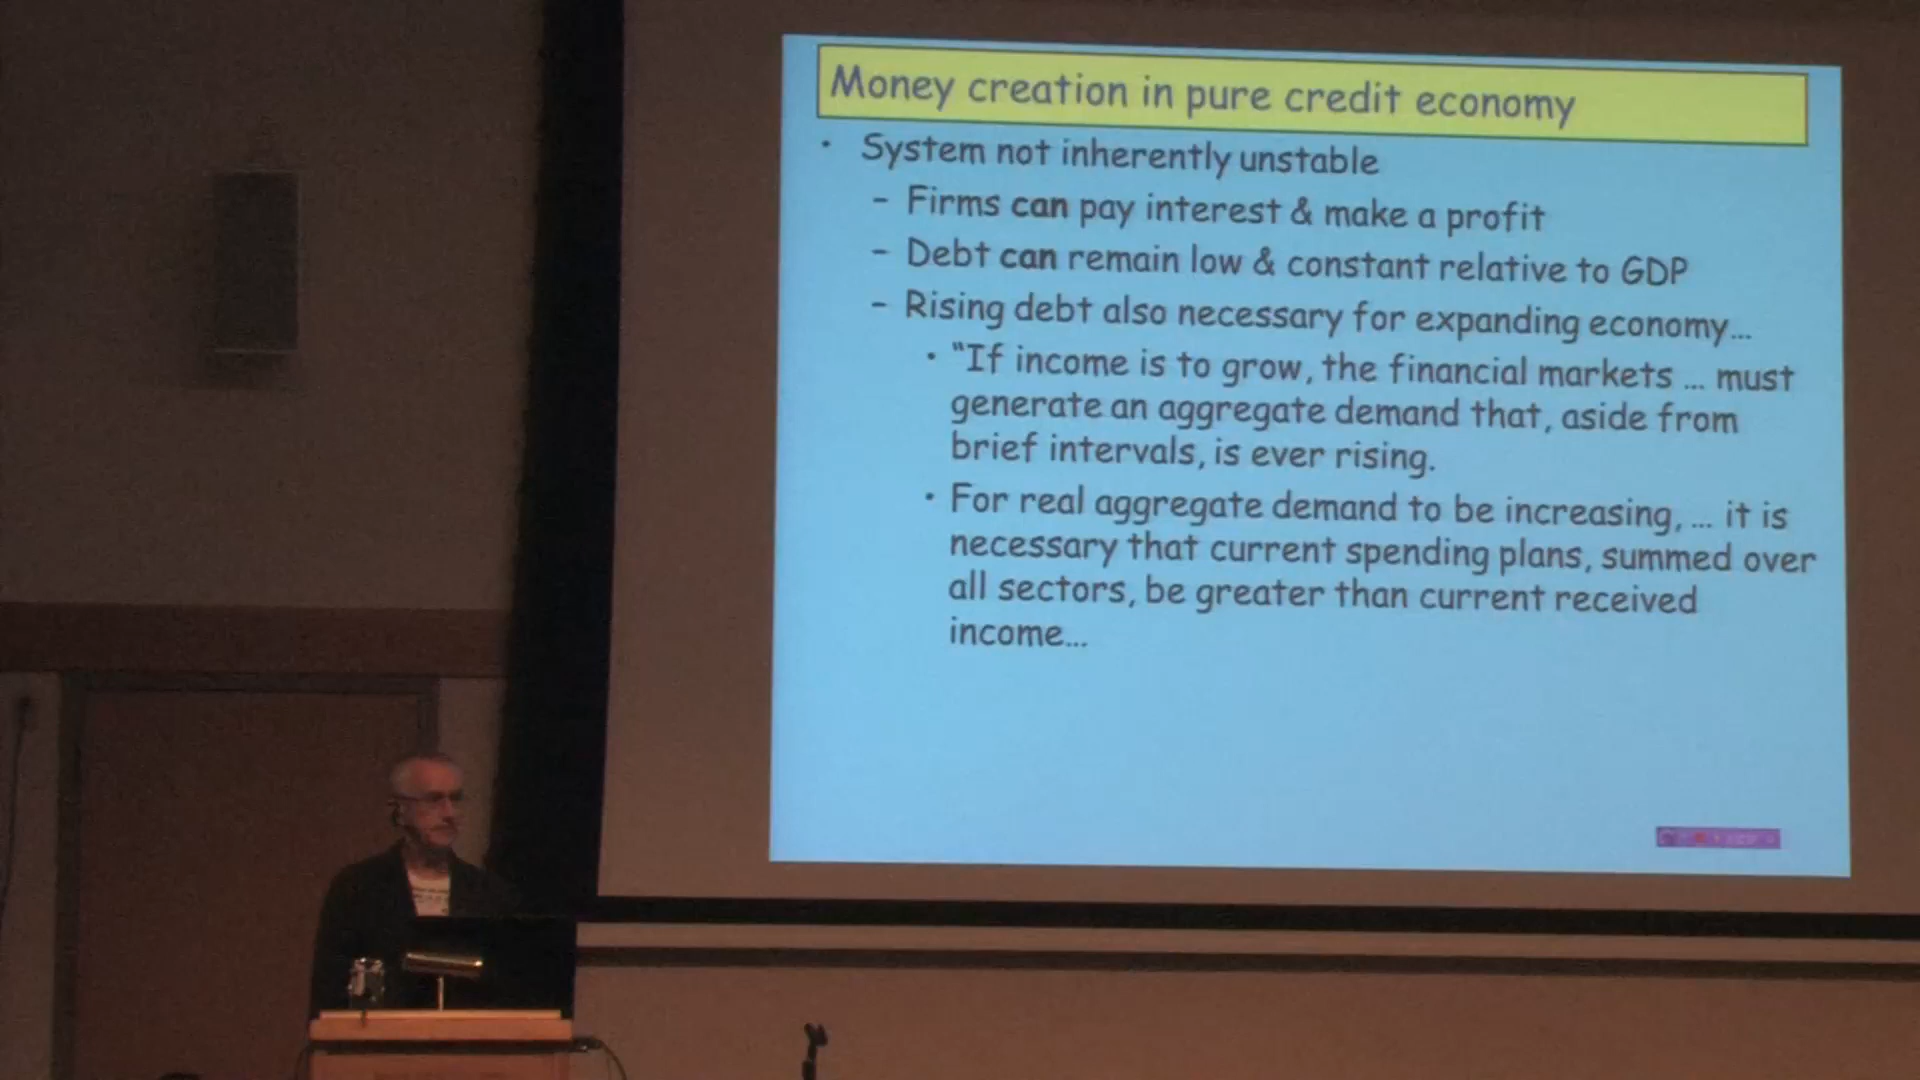 Money creation in pure credit economy
• System not inherently unstable
– Firms can pay interest & make a profit
– Debt can remain low & constant relative to GDP
– Rising debt also necessary for expanding economy...
• "If income is to grow, the financial markets ... must
generate an aggregate demand that, aside from
brief intervals, is ever rising.
• For real aggregate demand to be increasing, ... it is
necessary that current spending plans, summed over
all sectors, be greater than current received
income...